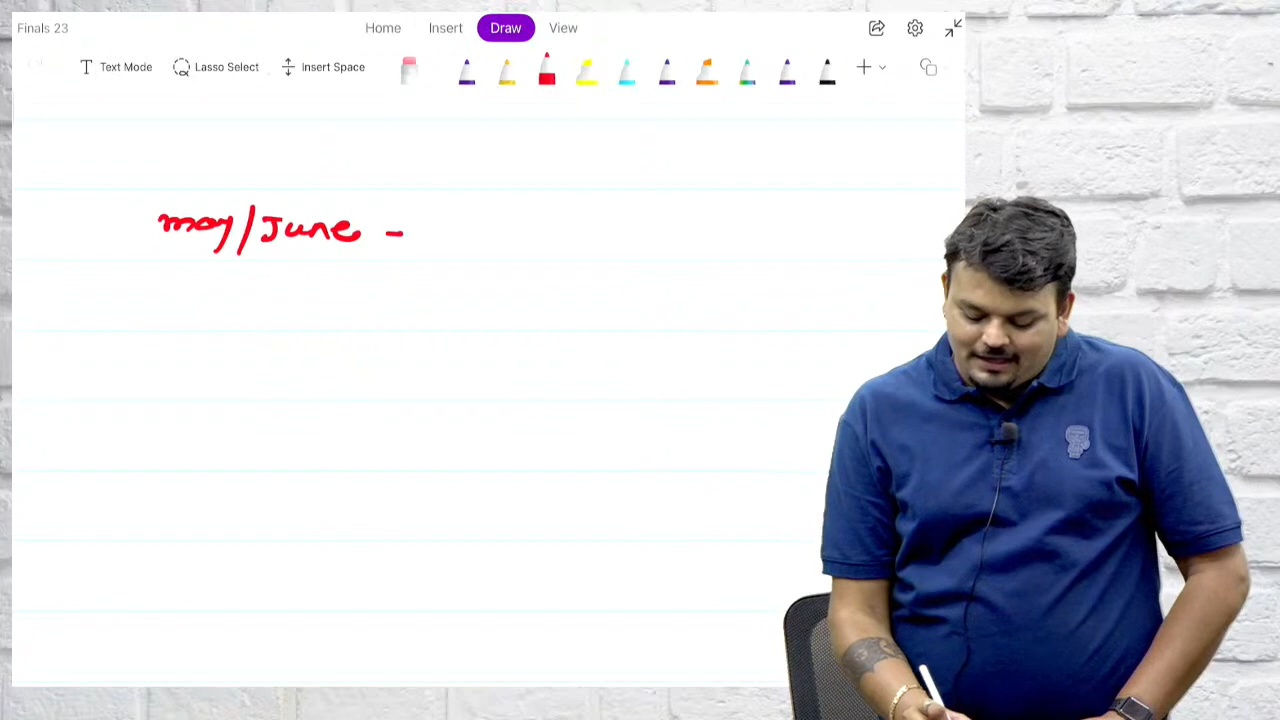 Finals 23
Home Insert Draw View
Text Mode Lasso Select Insert Space
may/June -